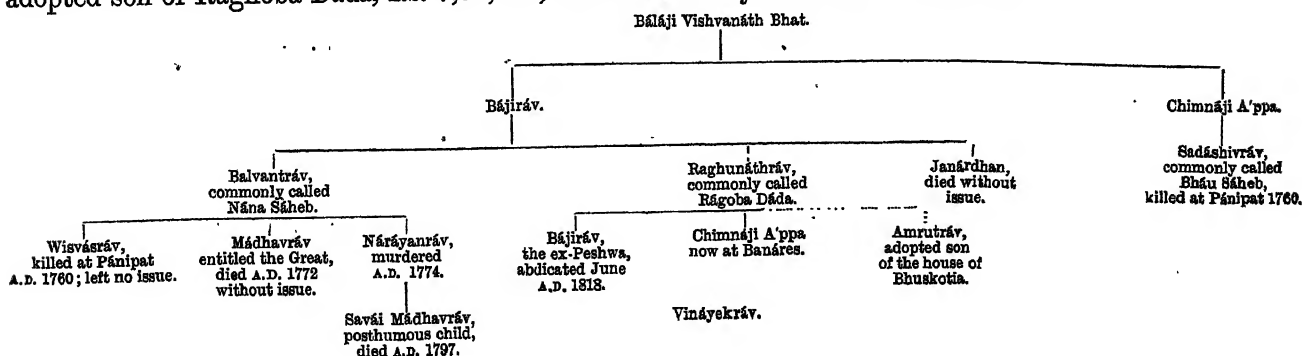 adopted son of
Báláji Vishvanáth Bhat.
Bájiráv.
Chimnáji A'ppa.
Balvantráv,
commonly called
Nána Sáheb.
Raghunáthráv,
commonly called
Rágoba Dáda.
Janárdhan,
died without
issue.
Sadáshivráv,
commonly called
Bháu Sáheb,
killed at Pánipat 1760.
Wisvásráv,
killed at Pánipat
A.D. 1760; left no issue.
Mádhavráv
entitled the Great,
died A.D. 1772
without issue.
Náráyanráv,
murdered
A.D. 1774.
Bájiráv,
the ex-Peshwa,
abdicated June
A.D. 1818.
Chimnáji A'ppa
now at Banáres.
Amrutráv,
adopted son
of the house of
Bhuskotia.
Savái Mádhavráv,
posthumous child,
died A.D. 1797.
Vináyekráv.